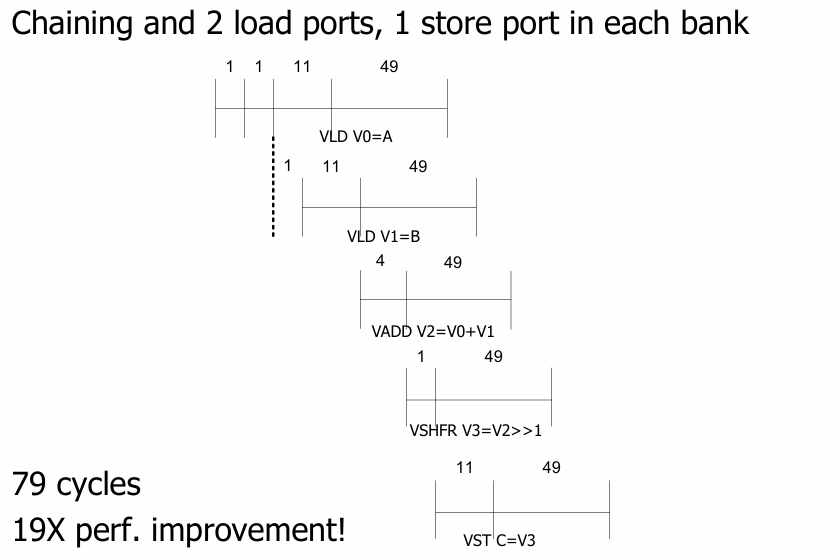 Chaining and 2 load ports, 1 store port in each bank
1 1 11 49
VLD V0=A
1 11 49
VLD V1=B
4 49
VADD V2=V0+V1
1 49
VSHFR V3=V2>>1
11 49
VST C=V3
79 cycles
19X perf. improvement!